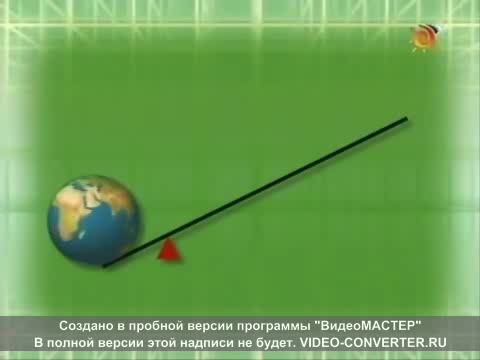 Создано в пробной версии программы "ВидеоМАСТЕР"
В полной версии этой надписи не будет. VIDEO-CONVERTER.RU